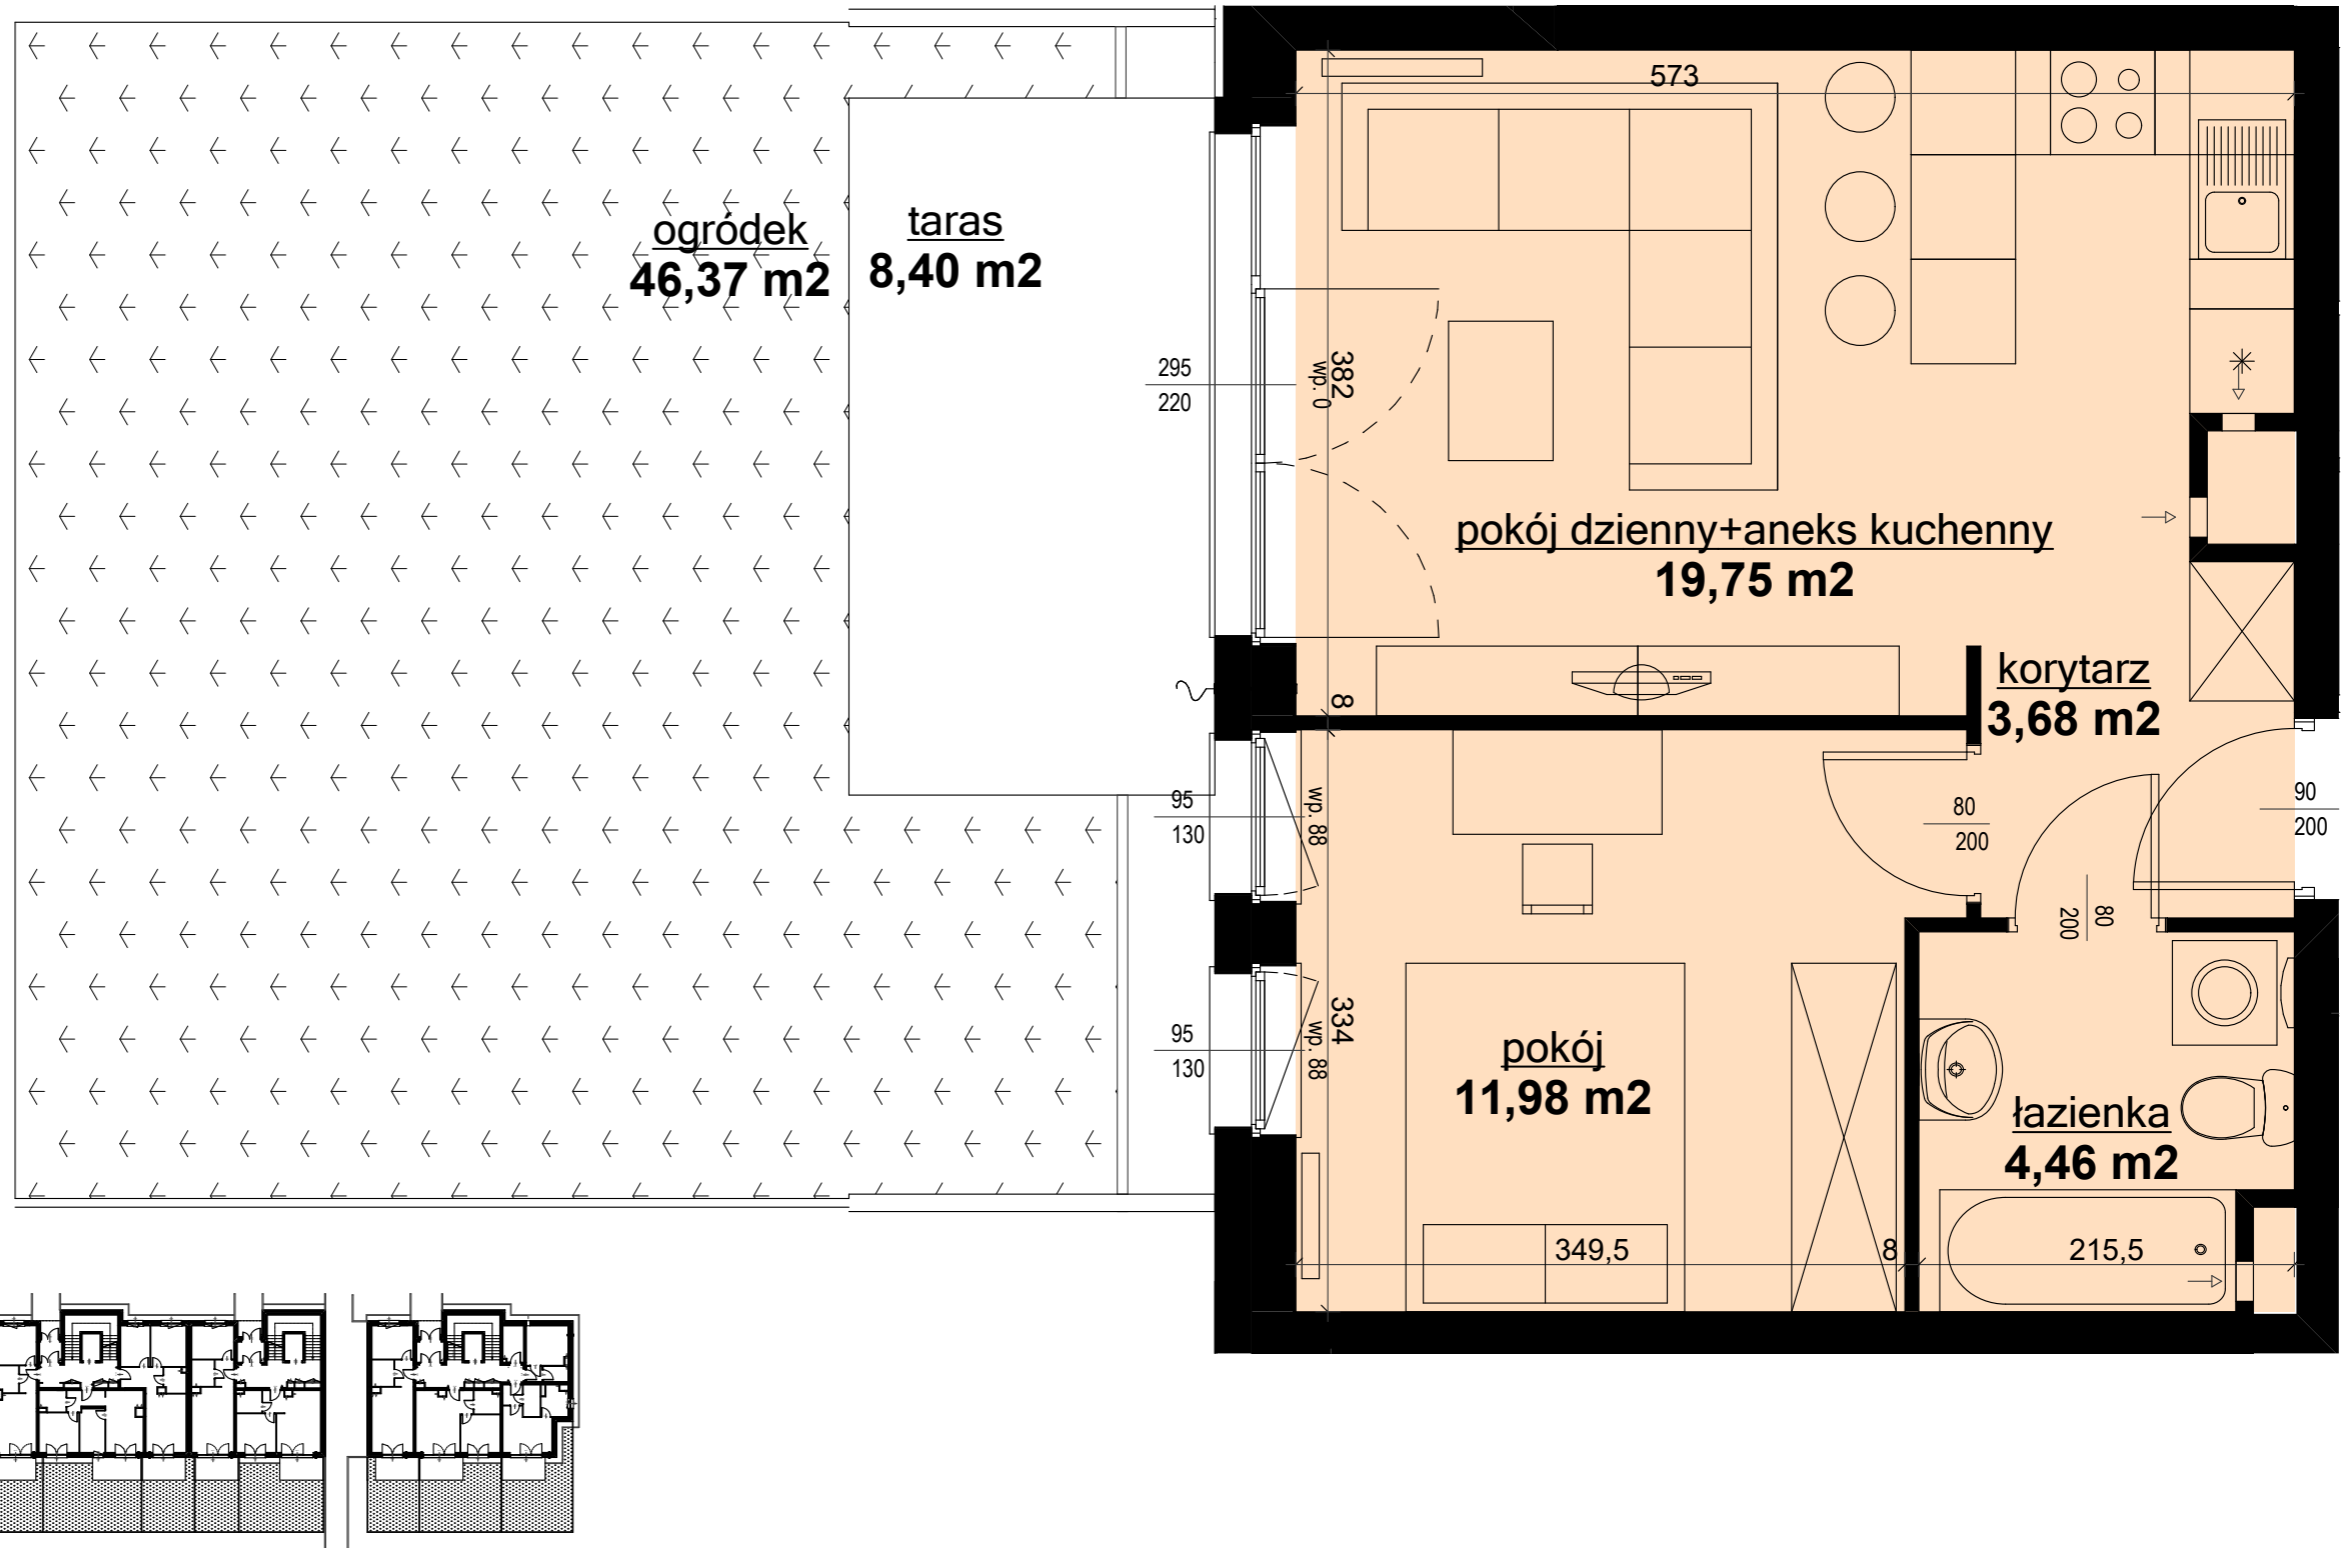 573
ogródek
46,37 m2
taras
8,40 m2
295
220
wp. 0
382
pokój dzienny+aneks kuchenny
19,75 m2
korytarz
3,68 m2
8
95
130
wp. 88
80
200
90
200
80
200
95
130
wp. 88
334
pokój
11,98 m2
łazienka
4,46 m2
349,5
8
215,5